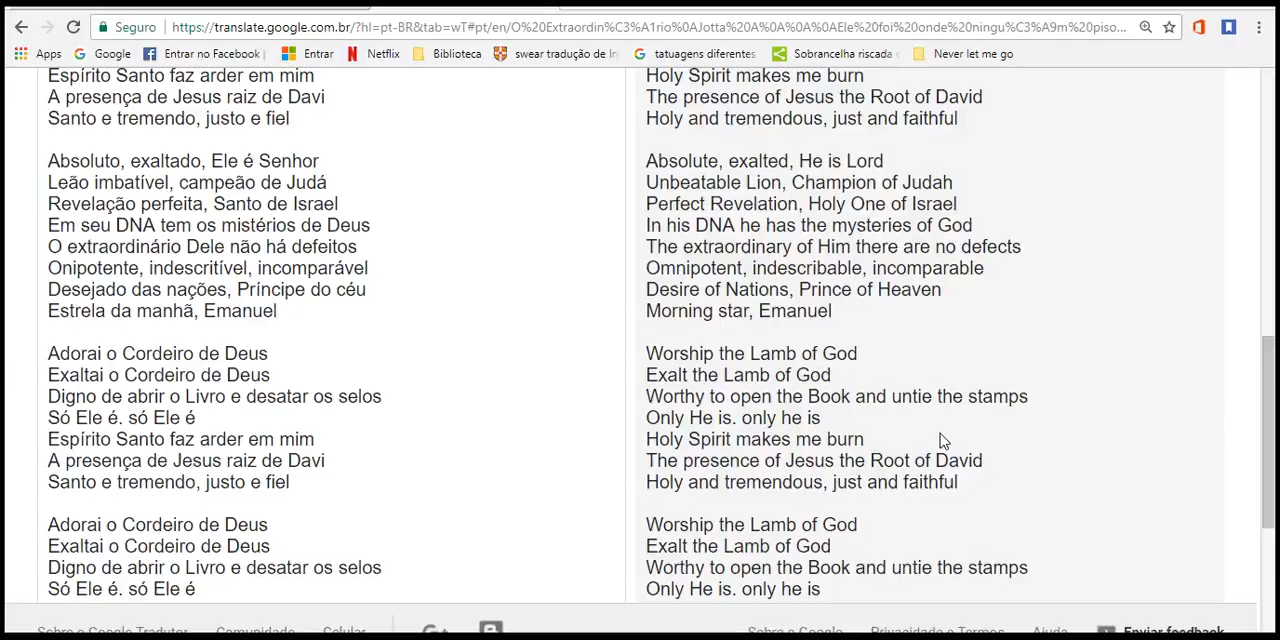 Seguro https://translate.google.com.br/?hl=pt-BR&tab=wT#pt/en/O%20Extraordin%C3%A1rio%0AJotta%20A%0A%0A%0AEle%20foi%20onde%20ningu%C3%A9m%20piso...
Apps Google Entrar no Facebook Entrar Netflix Biblioteca swear tradução de In tatuagens diferentes Sobrancelha riscada Never let me go
Espírito Santo faz arder em mim
A presença de Jesus raiz de Davi
Santo e tremendo, justo e fiel
Absoluto, exaltado, Ele é Senhor
Leão imbatível, campeão de Judá
Revelação perfeita, Santo de Israel
Em seu DNA tem os mistérios de Deus
O extraordinário Dele não há defeitos
Onipotente, indescritível, incomparável
Desejado das nações, Príncipe do céu
Estrela da manhã, Emanuel
Adorai o Cordeiro de Deus
Exaltai o Cordeiro de Deus
Digno de abrir o Livro e desatar os selos
Só Ele é. só Ele é
Espírito Santo faz arder em mim
A presença de Jesus raiz de Davi
Santo e tremendo, justo e fiel
Adorai o Cordeiro de Deus
Exaltai o Cordeiro de Deus
Digno de abrir o Livro e desatar os selos
Só Ele é. só Ele é
Holy Spirit makes me burn
The presence of Jesus the Root of David
Holy and tremendous, just and faithful
Absolute, exalted, He is Lord
Unbeatable Lion, Champion of Judah
Perfect Revelation, Holy One of Israel
In his DNA he has the mysteries of God
The extraordinary of Him there are no defects
Omnipotent, indescribable, incomparable
Desire of Nations, Prince of Heaven
Morning star, Emanuel
Worship the Lamb of God
Exalt the Lamb of God
Worthy to open the Book and untie the stamps
Only He is. only he is
Holy Spirit makes me burn
The presence of Jesus the Root of David
Holy and tremendous, just and faithful
Worship the Lamb of God
Exalt the Lamb of God
Worthy to open the Book and untie the stamps
Only He is. only he is
Sobre o Google Tradutor Comunidade Celular G+ Sobre o Google Privacidade e Termos Ajuda Enviar feedback